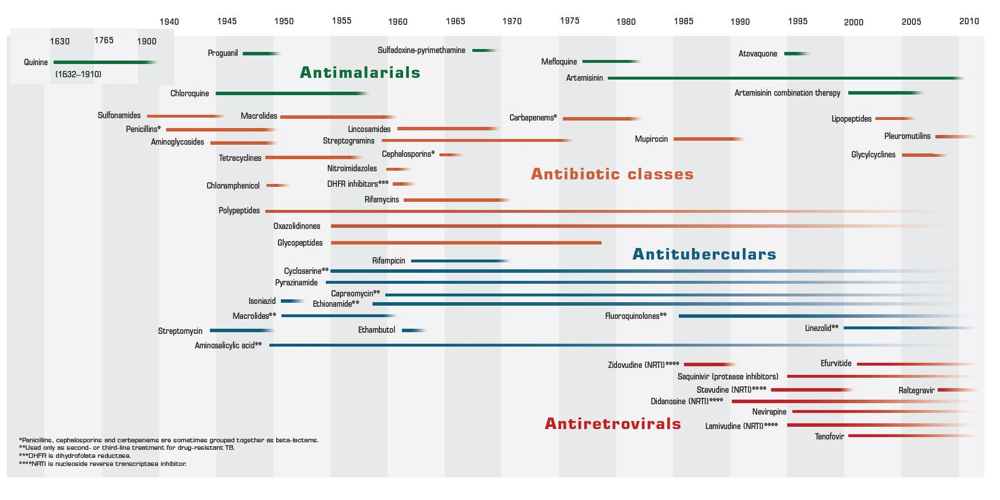 1940 1945 1950 1955 1960 1965 1970 1975 1980 1985 1990 1995 2000 2005 2010
1630 1765 1900
Quinine
(1632–1910)
Proguanil
Sulfadoxine-pyrimethamine
Mefloquine
Atovaquone
Antimalarials
Artemisinin
Chloroquine
Artemisinin combination therapy
Sulfonamides
Macrolides
Carbapenems*
Lipopeptides
Penicillins*
Lincosamides
Aminoglycosides
Streptogramins
Mupirocin
Pleuromutilins
Tetracyclines
Cephalosporins*
Glycylcyclines
Nitroimidazoles
Antibiotic classes
Chloramphenicol
DHFR inhibitors***
Rifamycins
Polypeptides
Oxazolidinones
Glycopeptides
Antituberculars
Rifampicin
Cycloserine**
Pyrazinamide
Capreomycin**
Isoniazid
Ethionamide**
Macrolides**
Fluoroquinolones**
Streptomycin
Ethambutol
Linezolid**
Aminosalicylic acid**
Zidovudine (NRTI)****
Efurvitide
Saquinivir (protease inhibitors)
Stavudine (NRTI)****
Raltegravir
Didanosine (NRTI)****
Nevirapine
Antiretrovirals
Lamivudine (NRTI)****
Tenofovir
*Penicillins, cephalosporins and carbapenems are sometimes grouped together as beta-lactams.
**Used only as second- or third-line treatment for drug-resistant TB.
***DHFR is dihydrofolate reductase.
****NRTI is nucleoside reverse transcriptase inhibitor.